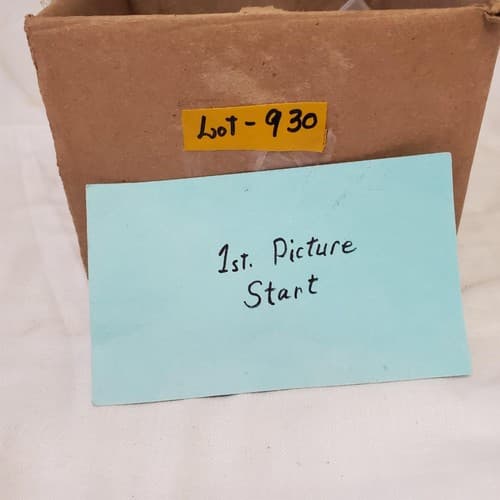 Lot - 930
1st. Picture
Start